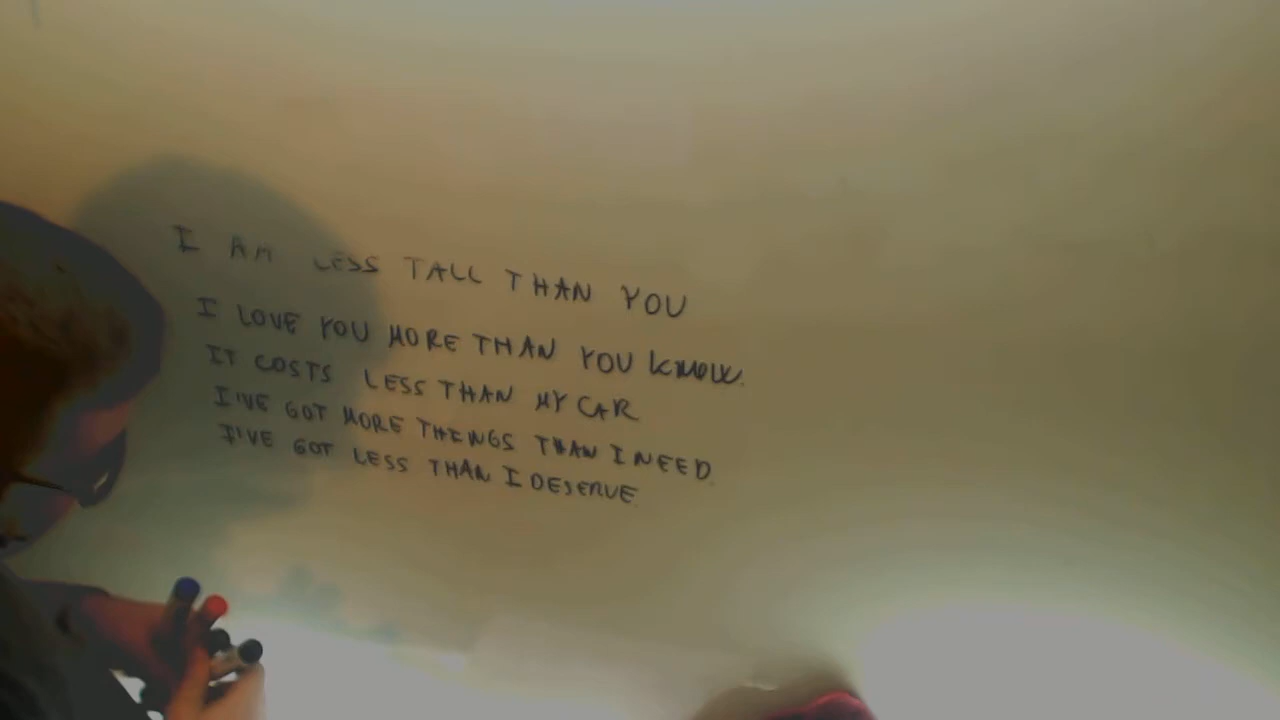 I AM LESS TALL THAN YOU
I LOVE YOU MORE THAN YOU KNOW.
IT COSTS LESS THAN MY CAR
I'VE GOT MORE THINGS THAN I NEED.
I'VE GOT LESS THAN I DESERVE.